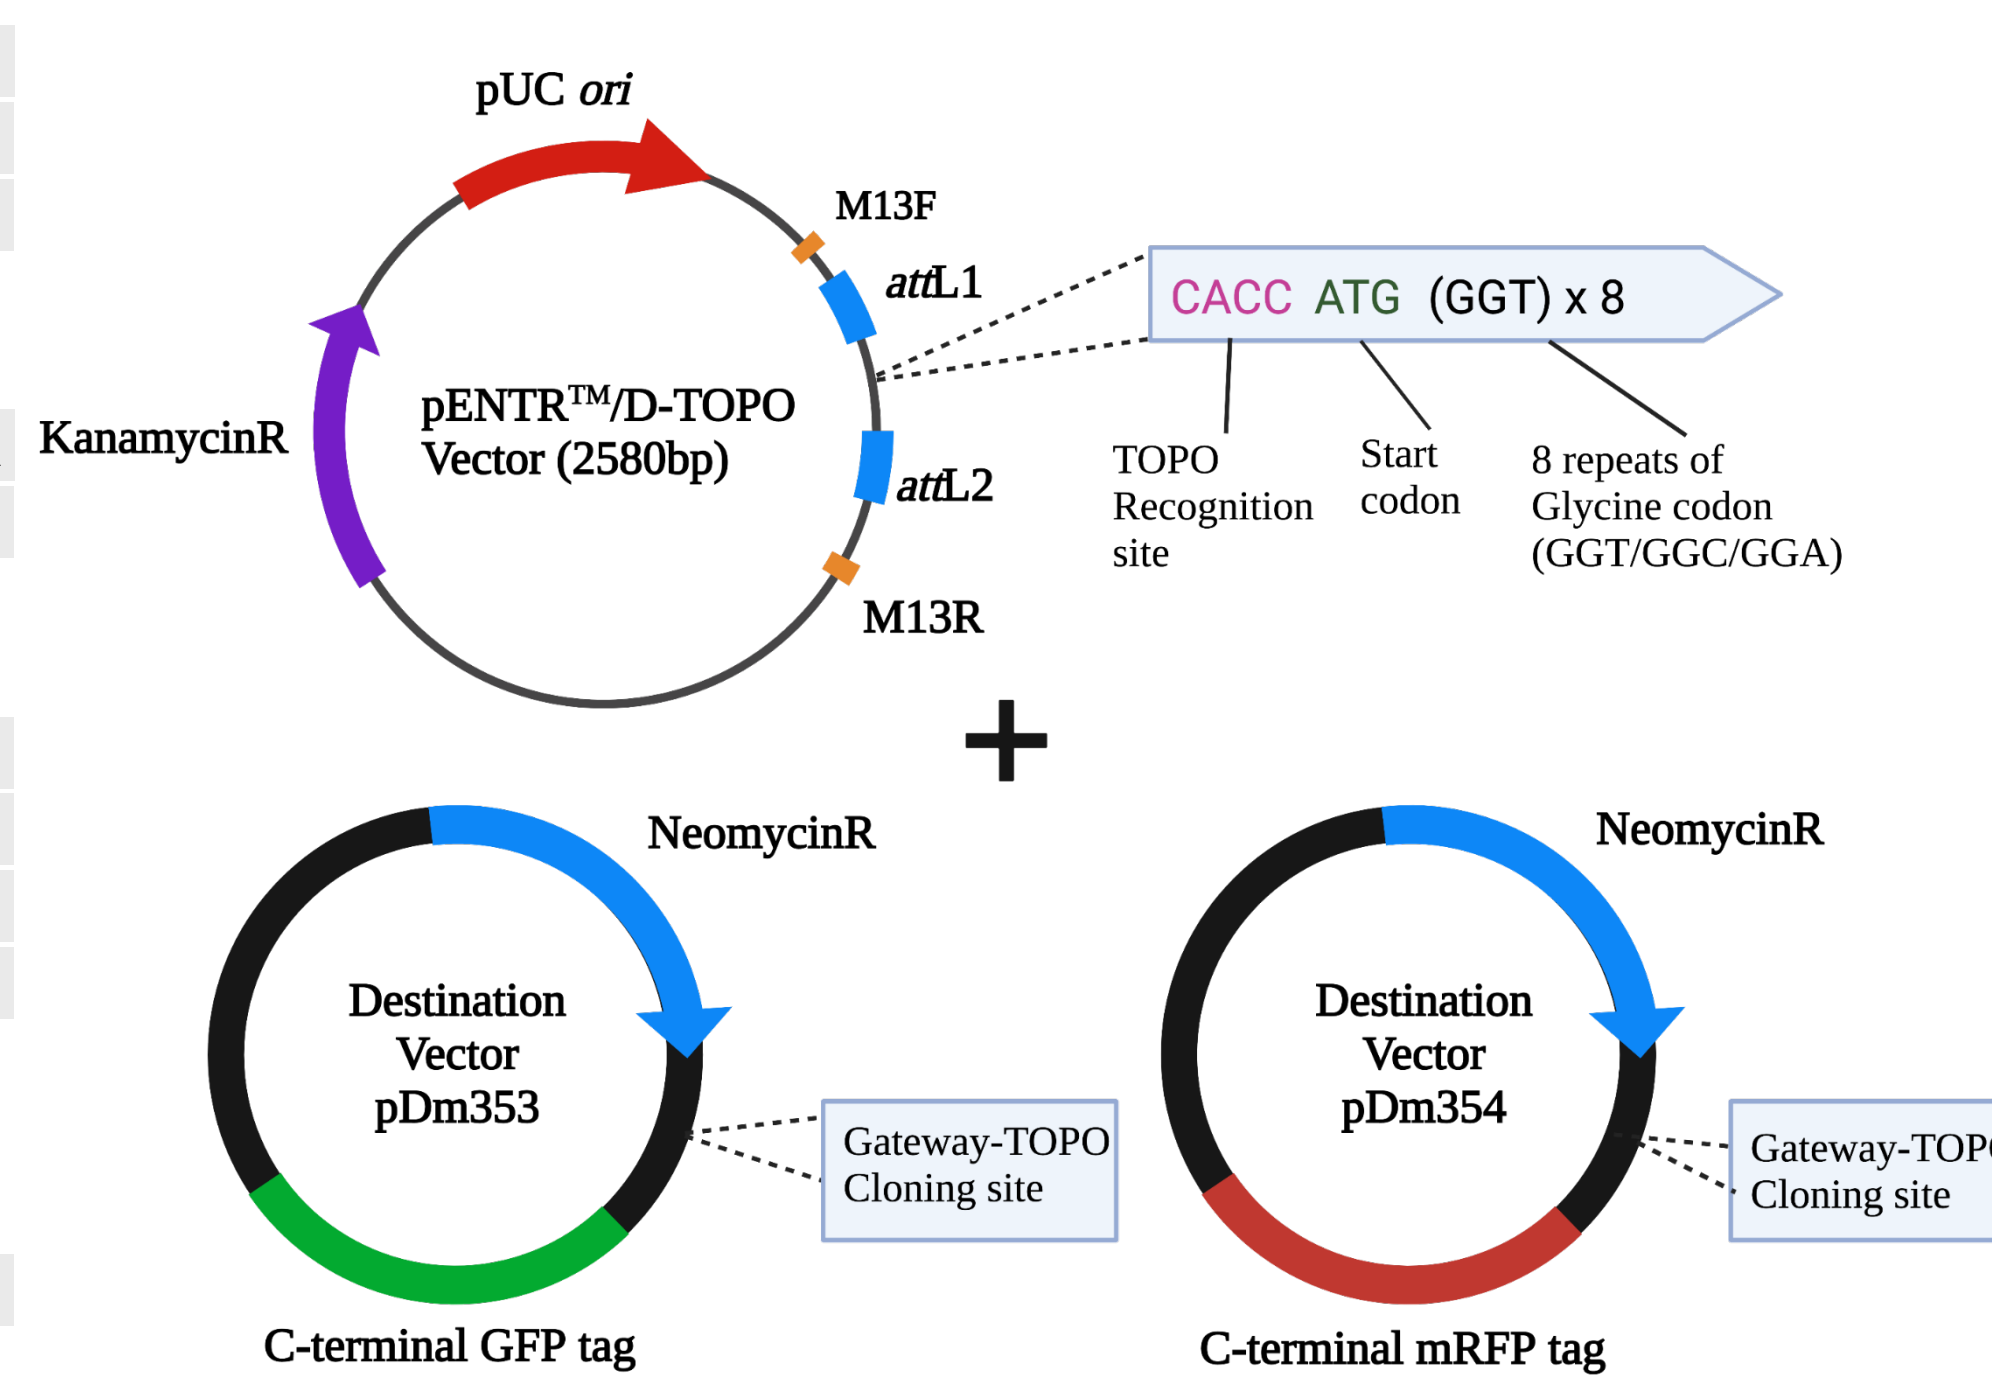 pUC ori
M13F
attL1
CACC ATG (GGT) x 8
pENTR™/D-TOPO
Vector (2580bp)
KanamycinR
attL2
TOPO
Recognition
site
Start
codon
8 repeats of
Glycine codon
(GGT/GGC/GGA)
M13R
+
NeomycinR
NeomycinR
Destination
Vector
pDm353
Destination
Vector
pDm354
Gateway-TOPO
Cloning site
Gateway-TOP
Cloning site
C-terminal GFP tag
C-terminal mRFP tag